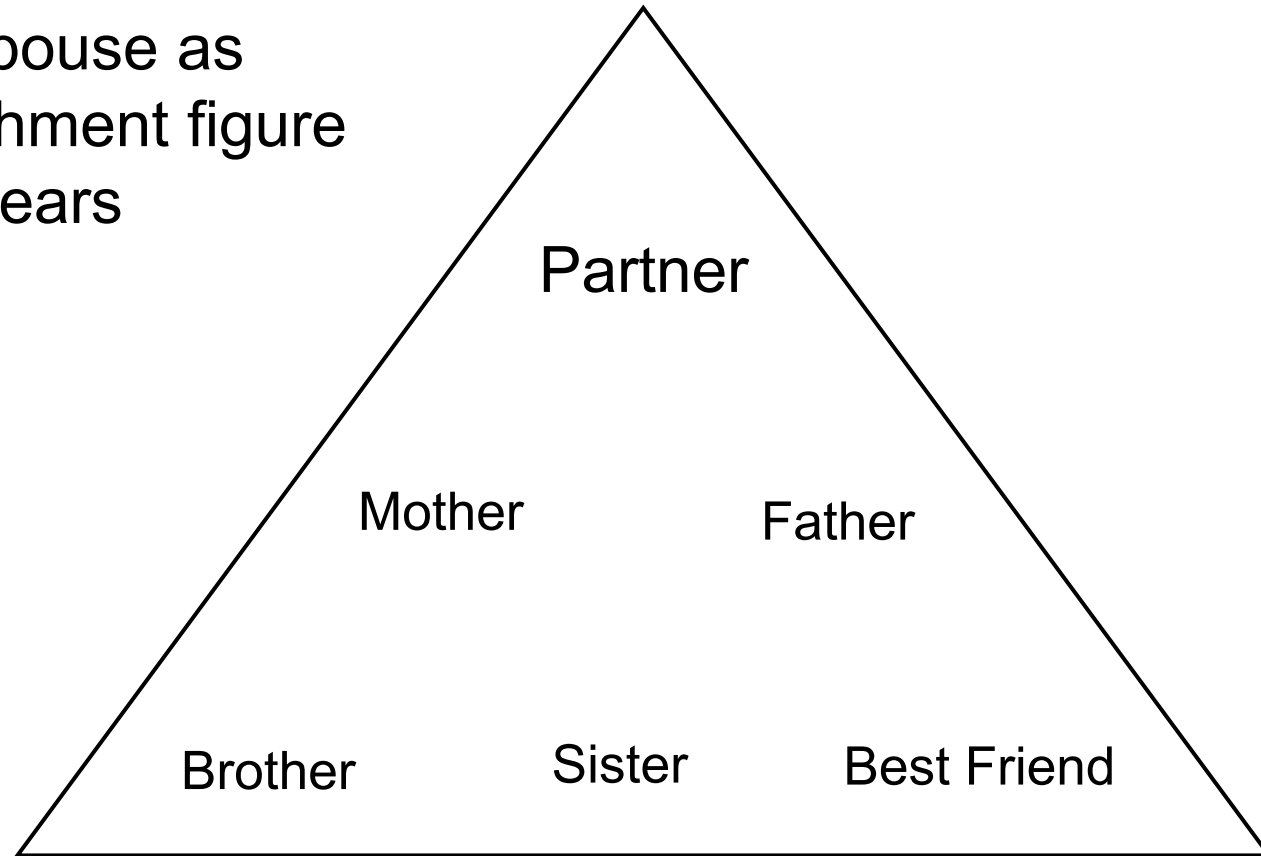 pouse as
hment figure
ears
Partner
Mother Father
Brother Sister Best Friend